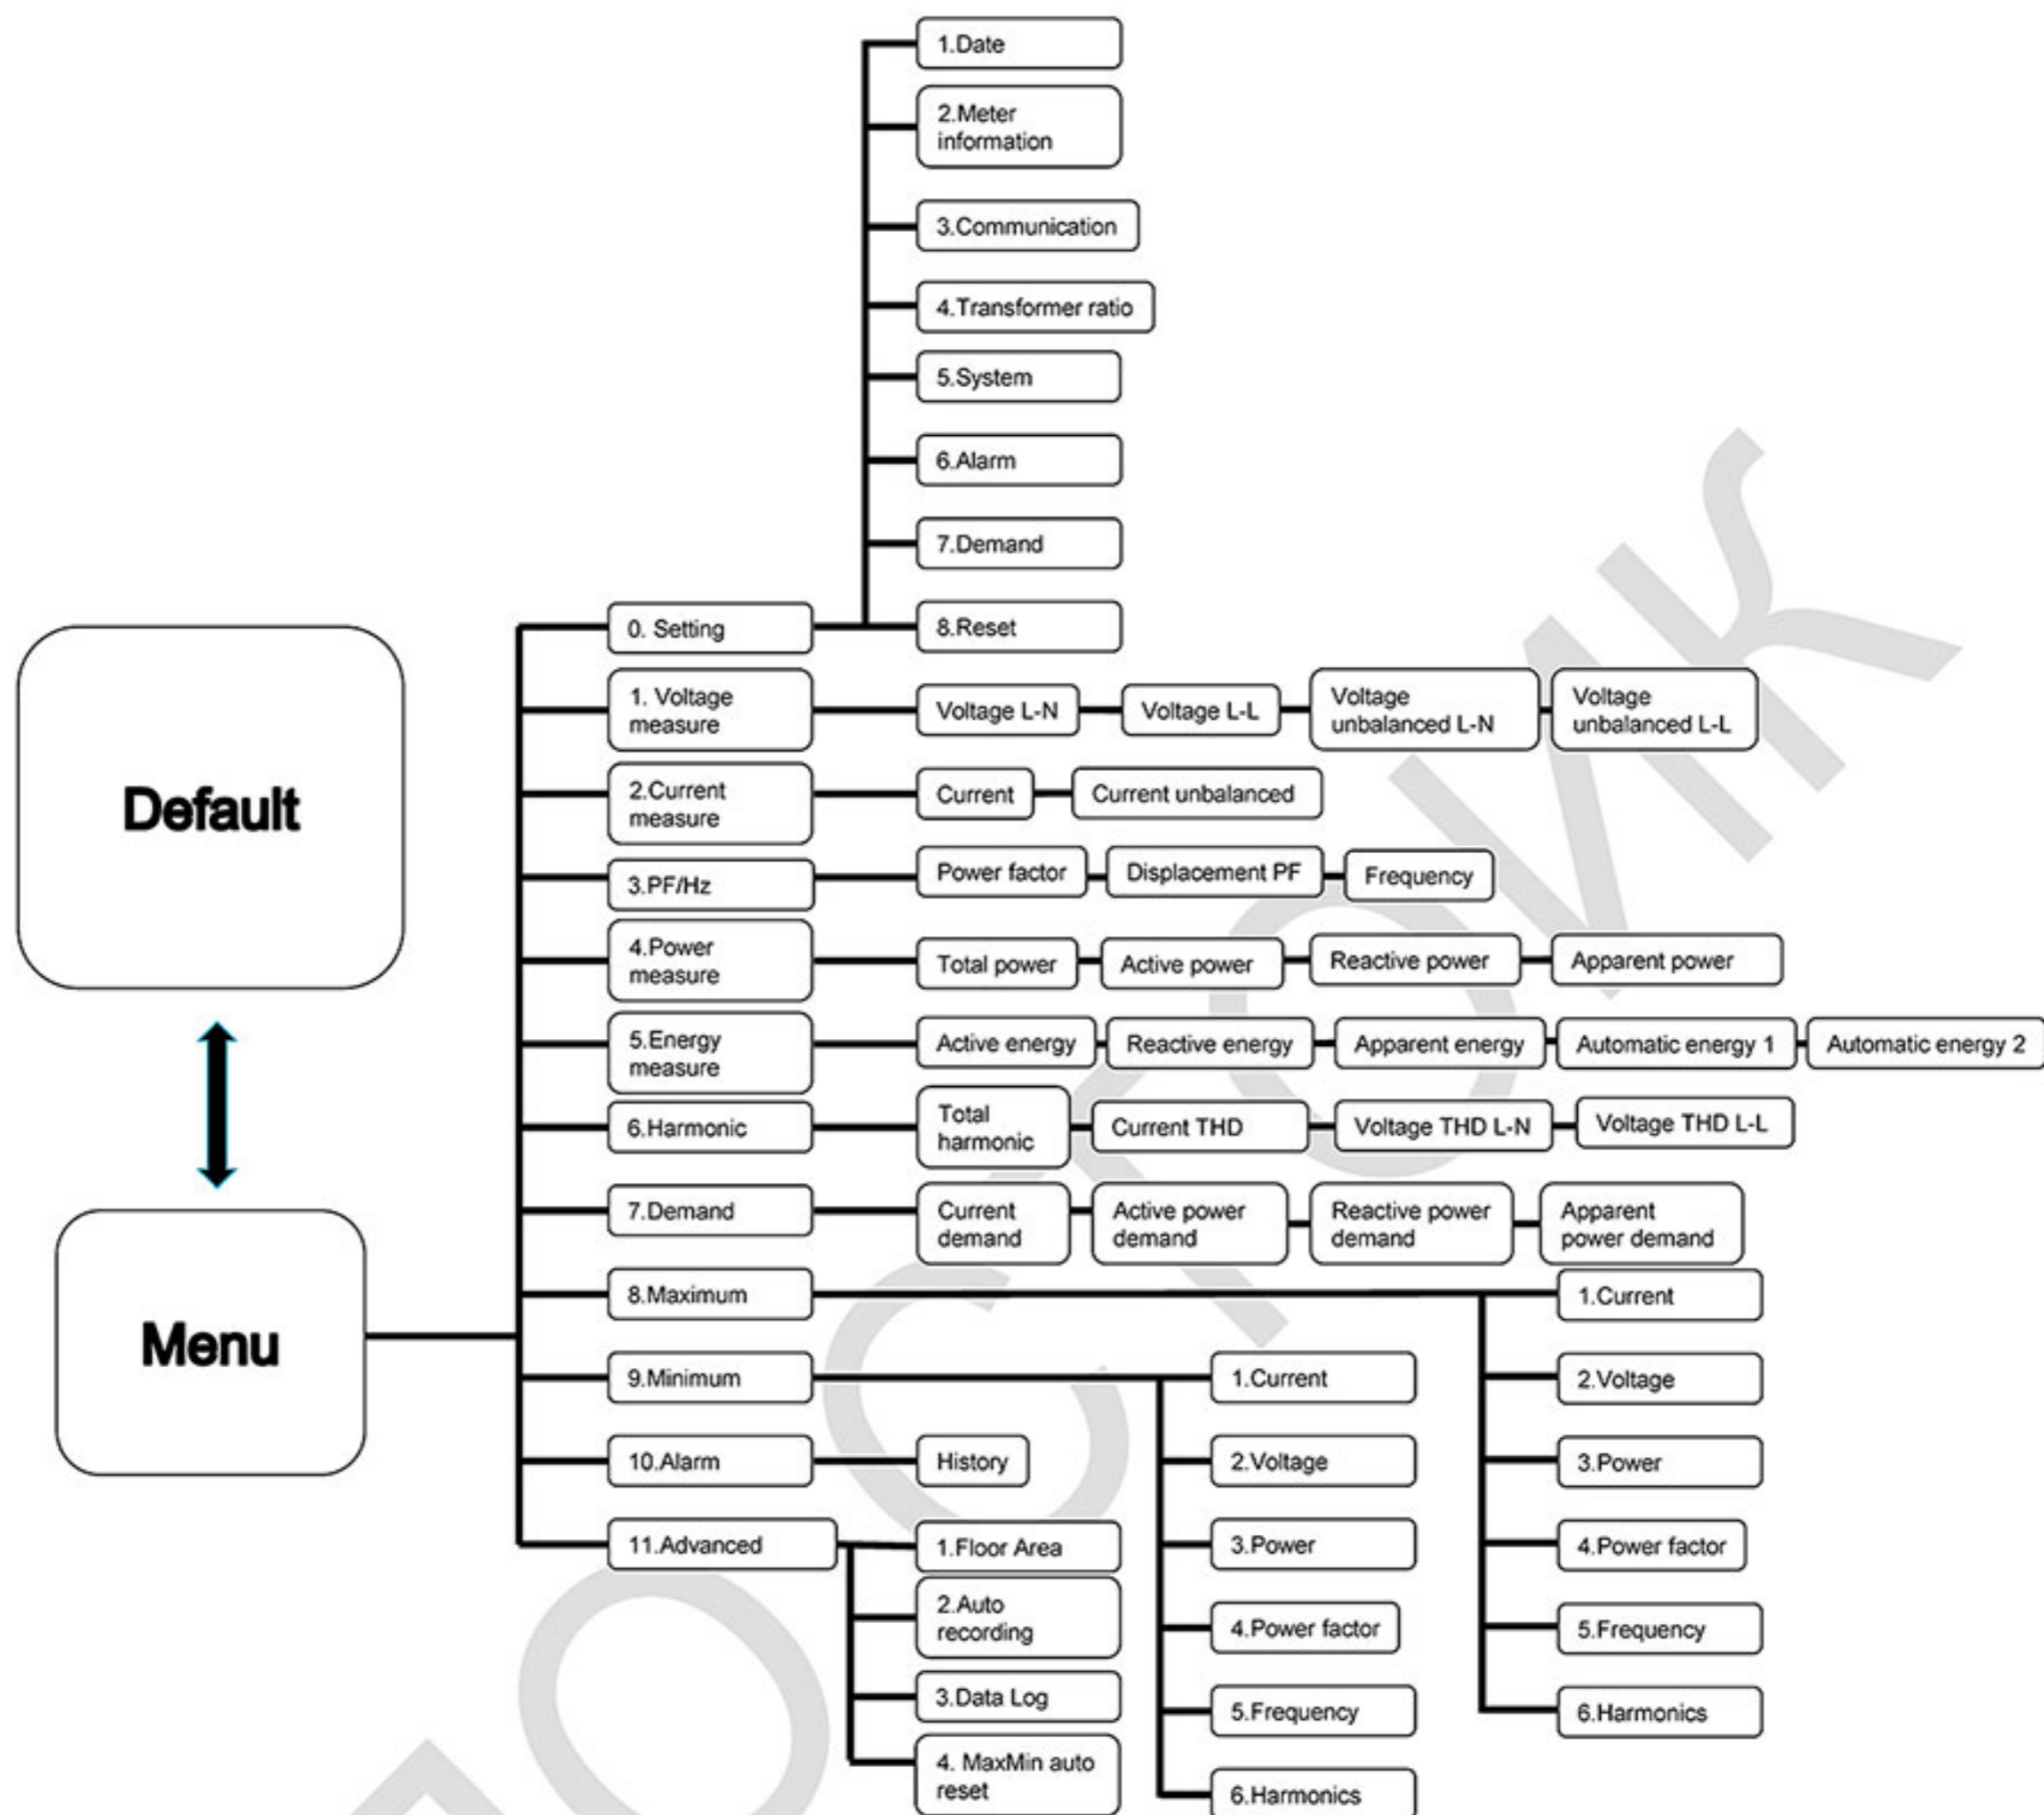 1.Date
2.Meter
information
3.Communication
4.Transformer ratio
5.System
6.Alarm
7.Demand
8.Reset
Default
Menu
0. Setting
1. Voltage
measure
Voltage L-N
Voltage L-L
Voltage
unbalanced L-N
Voltage
unbalanced L-L
2.Current
measure
Current
Current unbalanced
3.PF/Hz
Power factor
Displacement PF
Frequency
4.Power
measure
Total power
Active power
Reactive power
Apparent power
5.Energy
measure
Active energy
Reactive energy
Apparent energy
Automatic energy 1
Automatic energy 2
6.Harmonic
Total
harmonic
Current THD
Voltage THD L-N
Voltage THD L-L
7.Demand
Current
demand
Active power
demand
Reactive power
demand
Apparent
power demand
8.Maximum
1.Current
2.Voltage
3.Power
4.Power factor
5.Frequency
6.Harmonics
9.Minimum
1.Current
2.Voltage
3.Power
4.Power factor
5.Frequency
6.Harmonics
10.Alarm
History
11.Advanced
1.Floor Area
2.Auto
recording
3.Data Log
4. MaxMin auto
reset